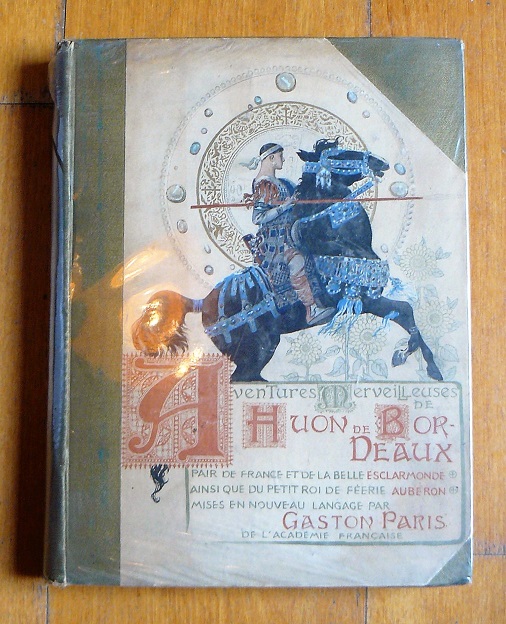 AVENTURES MERVEILLEUSES
DE
HUON DE BOR-
DEAUX
PAIR DE FRANCE ET DE LA BELLE ESCLARMONDE
AINSI QUE DU PETIT ROI DE FÉERIE AUBERON
MISES EN NOUVEAU LANGAGE PAR
GASTON PARIS
DE L'ACADÉMIE FRANÇAISE